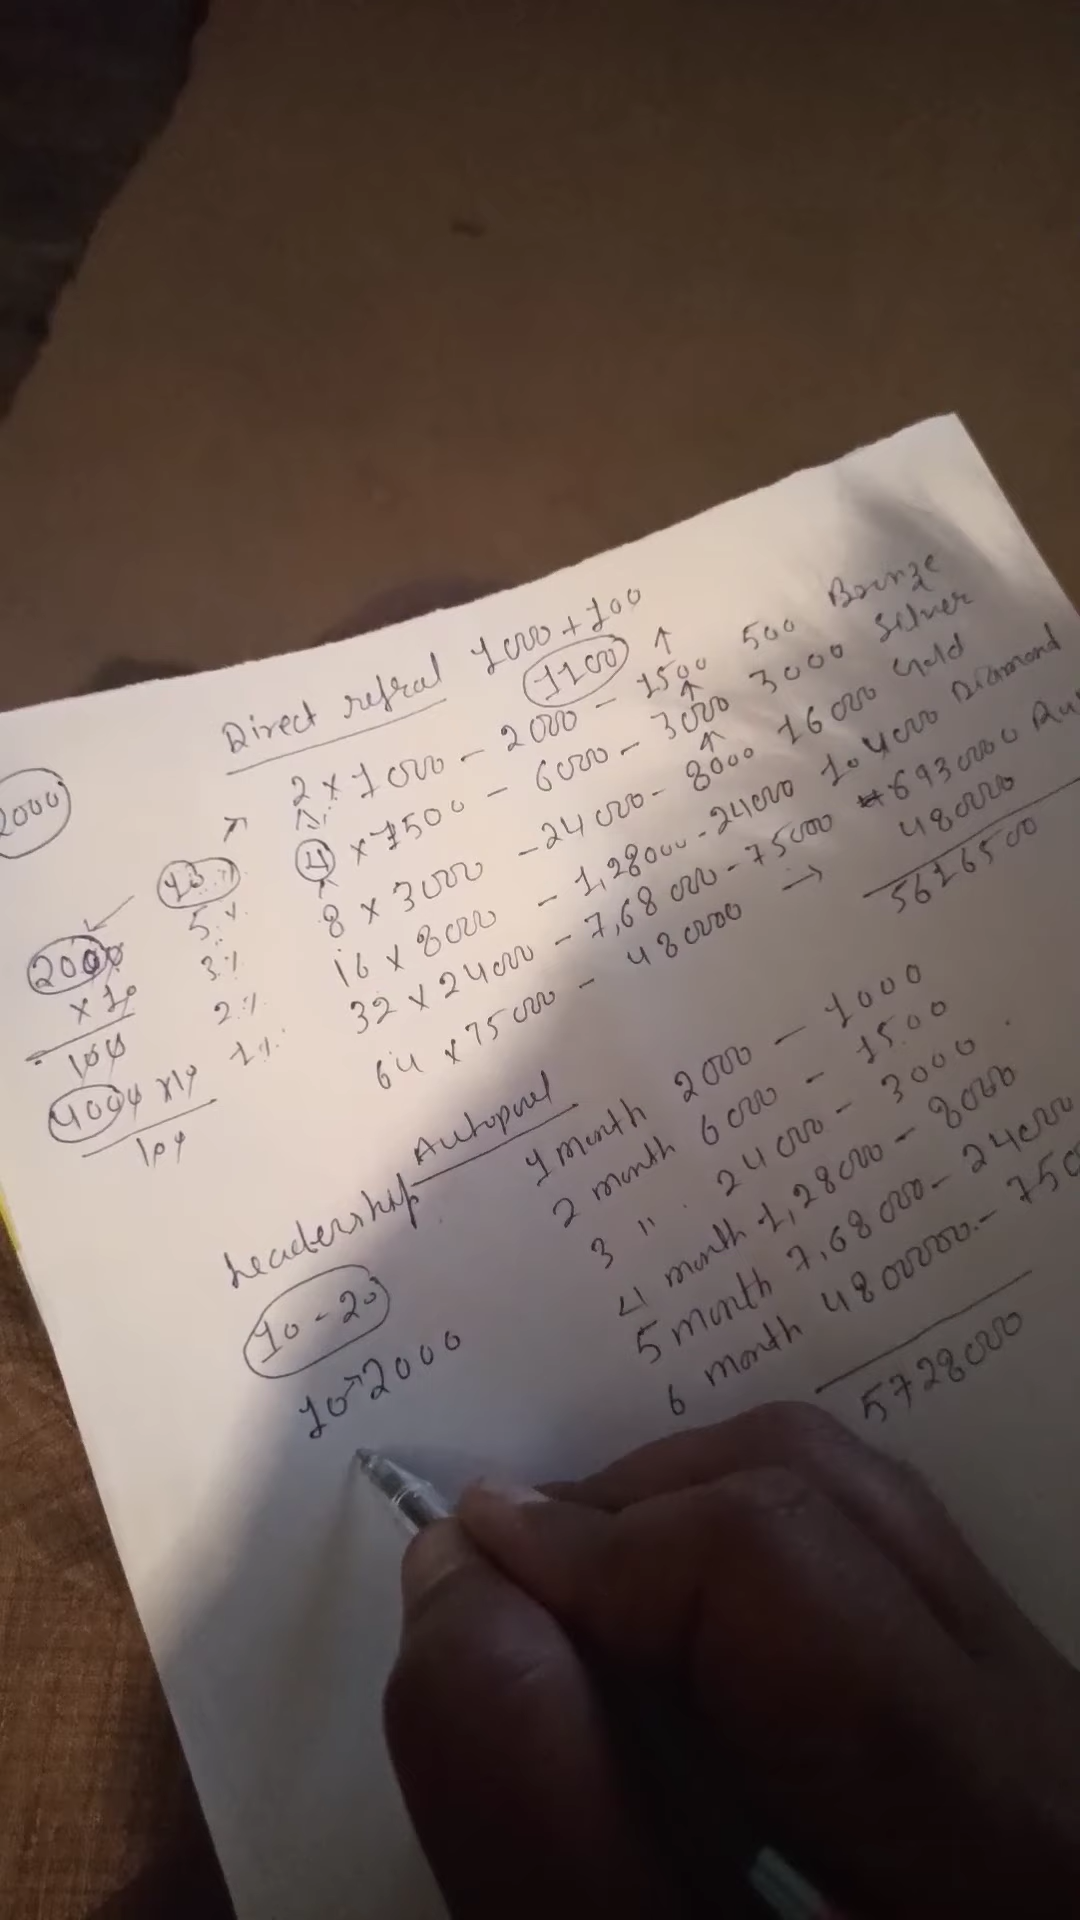 Direct refral 1000 + 100
1100
2 x 1000 - 2000 - 1500 500 Bronze
4 x 1500 - 6000 - 3000 3000 Silver
8 x 3000 - 24000 - 8000 16000 Gold
16 x 8000 - 1,28000 - 24000 104000 Diamond
32 x 24000 - 7,68000 - 75000 693000
64 x 75000 - 480000 → 480000
5616500
2000
5%
3%
2%
1%
2000
x 10
100
4000 x 10
100
Leadership Autopool
1 month 2000 - 1000
2 month 6000 - 1500
3 " 24000 - 3000
4 month 1,28000 - 8000
5 month 7,68000 - 24000
6 month 4800000 - 750
5728000
10 - 20
10 → 2000